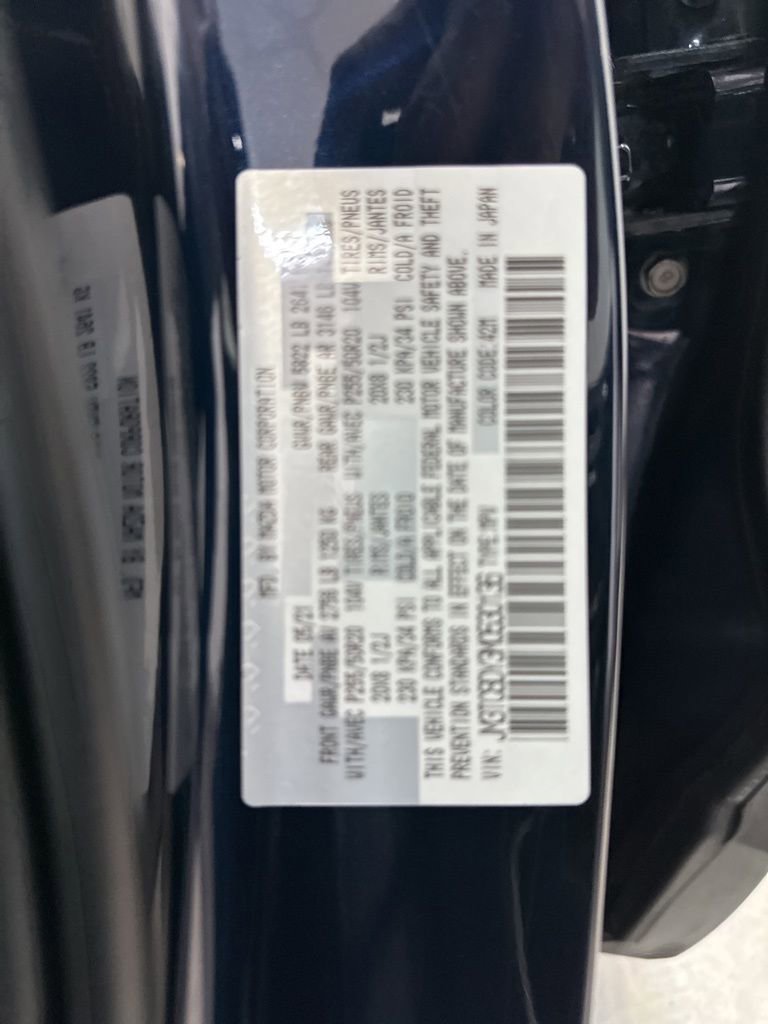 MFD. BY MAZDA MOTOR CORPORATION
DATE 05/21 GVWR/PNBV 5822 LB 2641
FRONT GAWR/PNBE AV 2756 LB 1250 KG REAR GAWR/PNBE AR 3146 LB
WITH/AVEC P255/50R20 104V TIRES/PNEUS WITH/AVEC P255/50R20 104V TIRES/PNEUS
20X8 1/2J RIMS/JANTES 20X8 1/2J RIMS/JANTES
230 KPA/34 PSI COLD/A FROID 230 KPA/34 PSI COLD/A FROID
THIS VEHICLE CONFORMS TO ALL APPLICABLE FEDERAL MOTOR VEHICLE SAFETY AND THEFT
PREVENTION STANDARDS IN EFFECT ON THE DATE OF MANUFACTURE SHOWN ABOVE.
VIN: TYPE:MPV COLOR CODE:42M MADE IN JAPAN